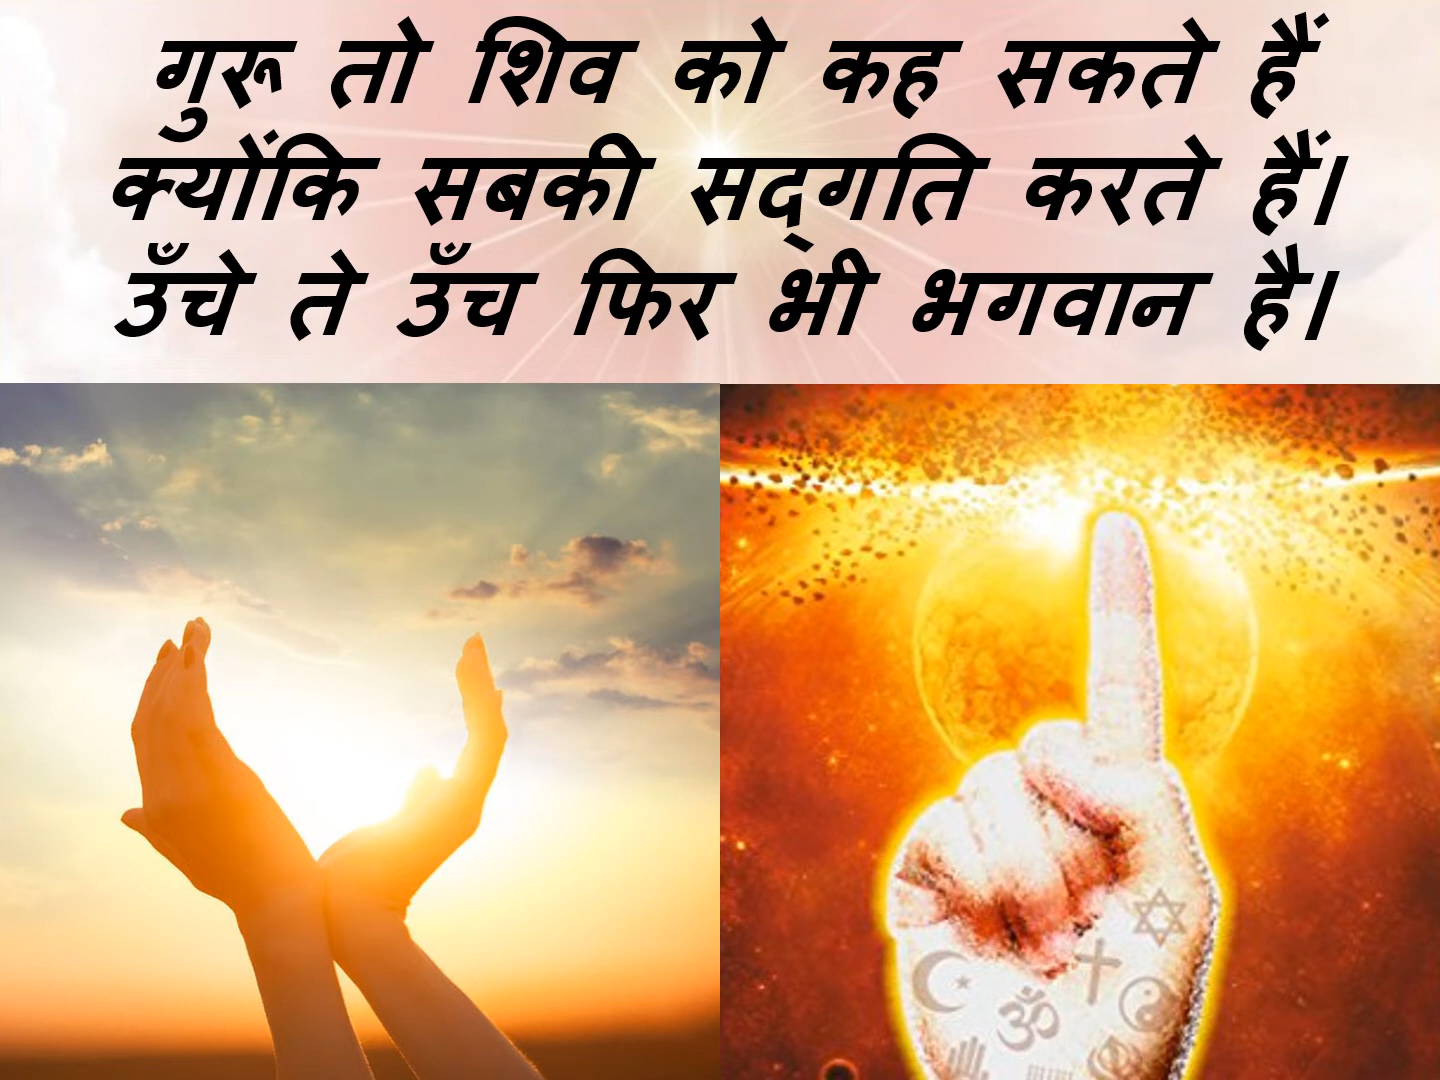 गुरू तो शिव को कह सकते हैं
क्योंकि सबकी सद्गति करते हैं।
उँचे ते उँच फिर भी भगवान है।